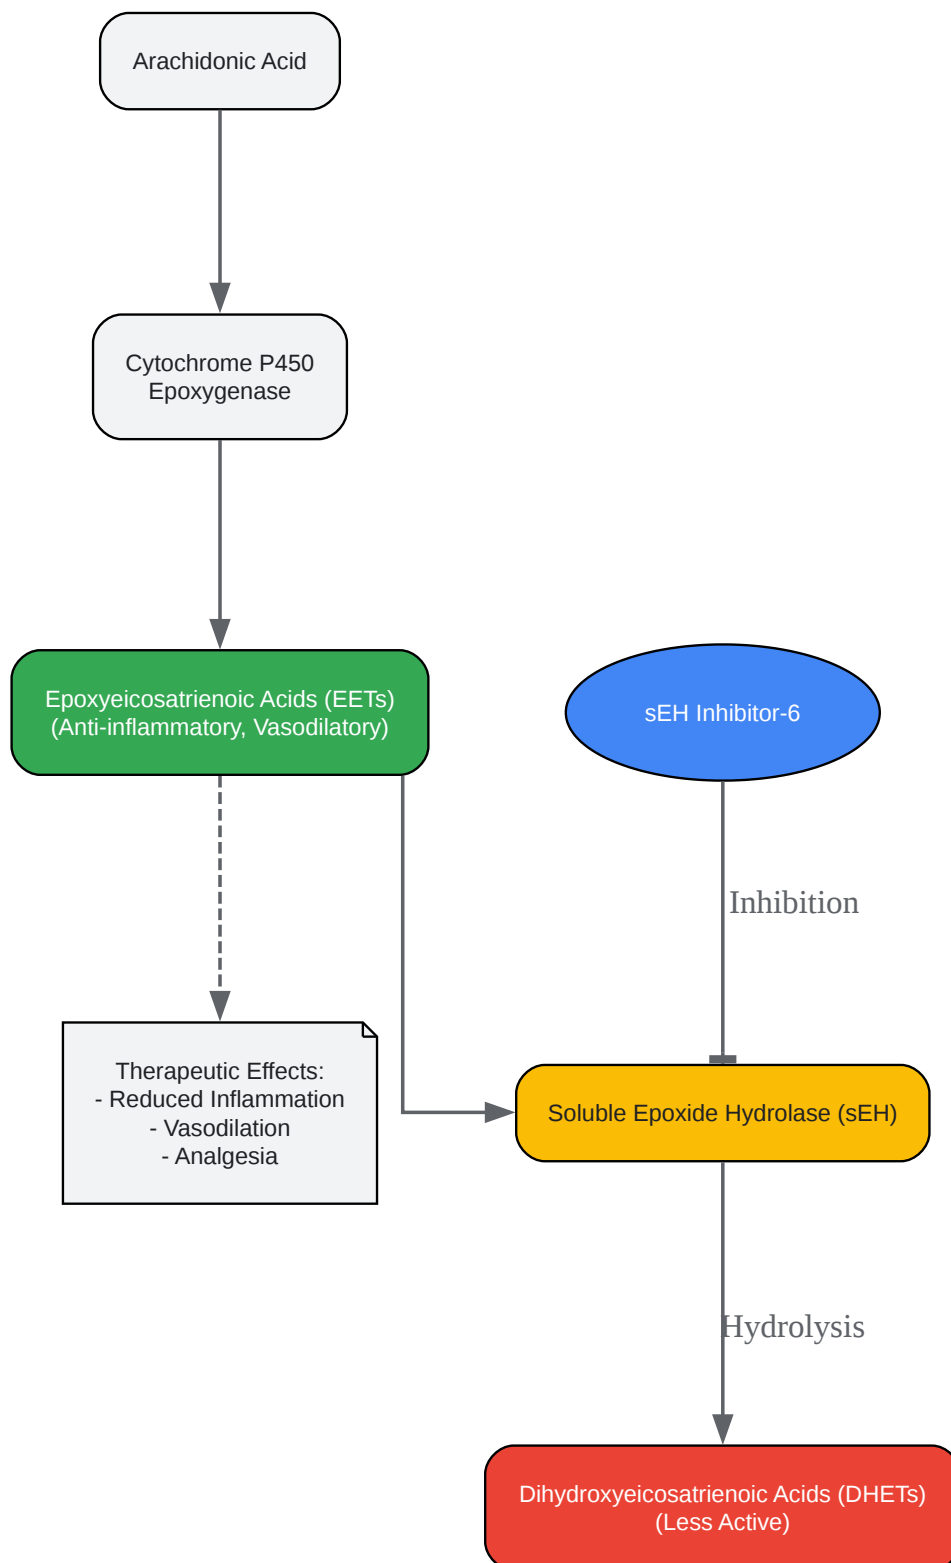 Arachidonic Acid
Cytochrome P450
Epoxygenase
Epoxyeicosatrienoic Acids (EETs)
(Anti-inflammatory, Vasodilatory)
sEH Inhibitor-6
Inhibition
Therapeutic Effects:
- Reduced Inflammation
- Vasodilation
- Analgesia
Soluble Epoxide Hydrolase (sEH)
Hydrolysis
Dihydroxyeicosatrienoic Acids (DHETs)
(Less Active)